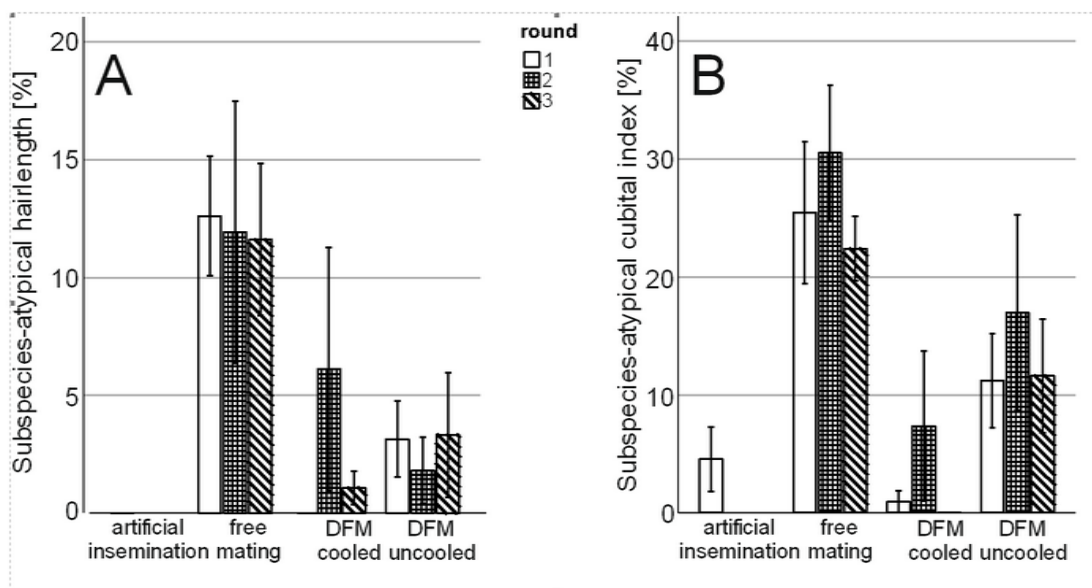 Subspecies-atypical hairlength [%]
20
15
10
5
0
A
artificial insemination
free mating
DFM cooled
DFM uncooled
round
1
2
3
Subspecies-atypical cubital index [%]
40
30
20
10
0
B
artificial insemination
free mating
DFM cooled
DFM uncooled